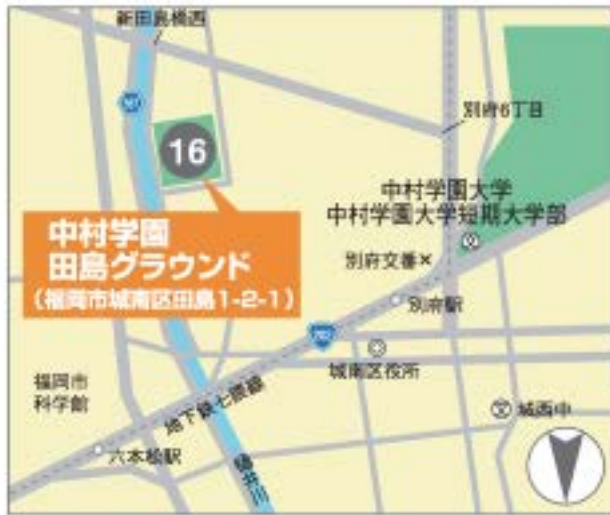 新田島橋西
別府6丁目
16
中村学園大学
中村学園大学短期大学部
中村学園
田島グラウンド
(福岡市城南区田島1-2-1)
別府交番×
別府駅
202
城南区役所
福岡市
科学館
地下鉄七隈線
城西中
六本松駅
樋井川